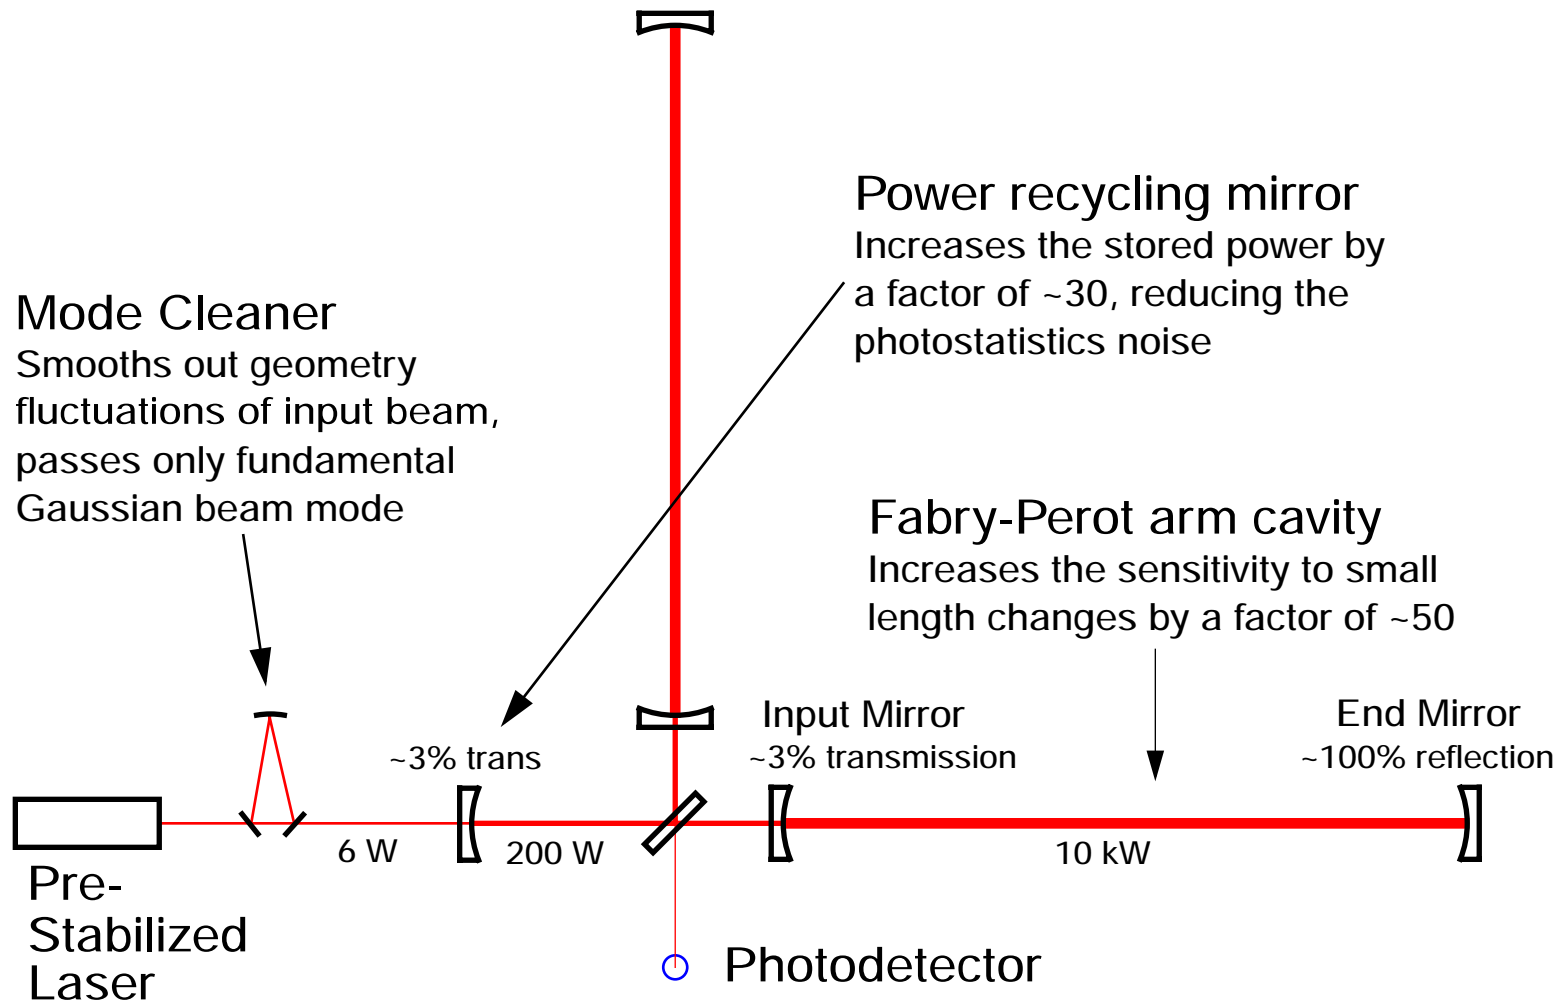 Power recycling mirror
Increases the stored power by
a factor of ~30, reducing the
photostatistics noise
Mode Cleaner
Smooths out geometry
fluctuations of input beam,
passes only fundamental
Gaussian beam mode
Fabry-Perot arm cavity
Increases the sensitivity to small
length changes by a factor of ~50
~3% trans
Input Mirror
~3% transmission
End Mirror
~100% reflection
6 W
200 W
10 kW
Pre-
Stabilized
Laser
Photodetector